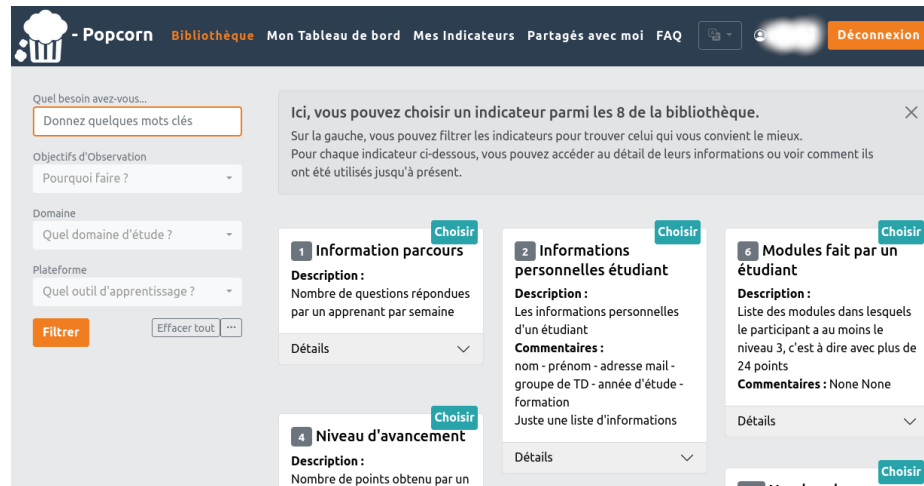 - Popcorn Bibliothèque Mon Tableau de bord Mes Indicateurs Partagés avec moi FAQ Déconnexion
Quel besoin avez-vous...
Donnez quelques mots clés
Objectifs d'Observation
Pourquoi faire ?
Domaine
Quel domaine d'étude ?
Plateforme
Quel outil d'apprentissage ?
Filtrer Effacer tout ...
Ici, vous pouvez choisir un indicateur parmi les 8 de la bibliothèque.
Sur la gauche, vous pouvez filtrer les indicateurs pour trouver celui qui vous convient le mieux.
Pour chaque indicateur ci-dessous, vous pouvez accéder au détail de leurs informations ou voir comment ils
ont été utilisés jusqu'à présent.
Choisir
1 Information parcours
Description :
Nombre de questions répondues
par un apprenant par semaine
Détails
Choisir
4 Niveau d'avancement
Description :
Nombre de points obtenu par un
Choisir
2 Informations
personnelles étudiant
Description :
Les informations personnelles
d'un étudiant
Commentaires :
nom - prénom - adresse mail -
groupe de TD - année d'étude -
formation
Juste une liste d'informations
Détails
Choisir
6 Modules fait par un
étudiant
Description :
Liste des modules dans lesquels
le participant a au moins le
niveau 3, c'est à dire avec plus de
24 points
Commentaires : None None
Détails
Choisir